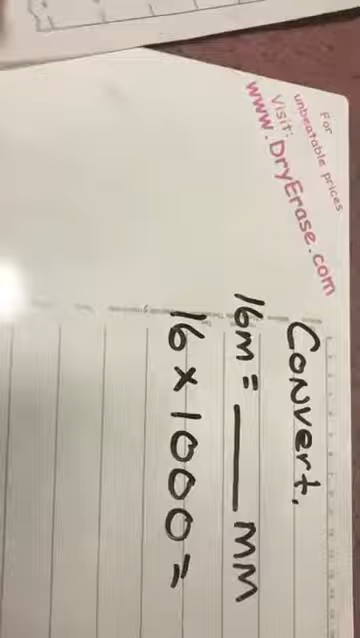 For
unbeatable prices
Visit:
www.DryErase.com
Convert.
16m = ___ mm
16 x 1000 =